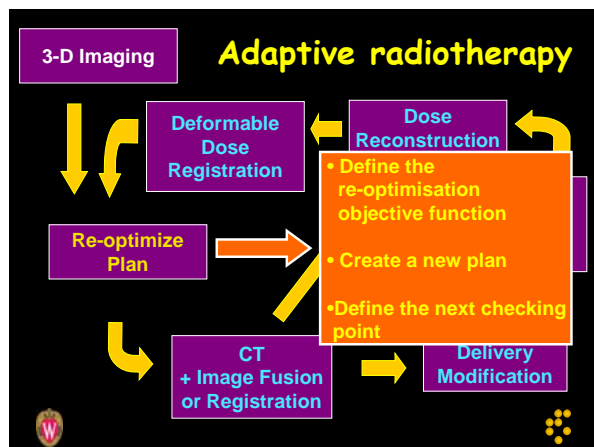 Adaptive radiotherapy
3-D Imaging
Deformable
Dose
Registration
Dose
Reconstruction
• Define the
re-optimisation
objective function
• Create a new plan
•Define the next checking
point
Re-optimize
Plan
CT
+ Image Fusion
or Registration
Delivery
Modification
W